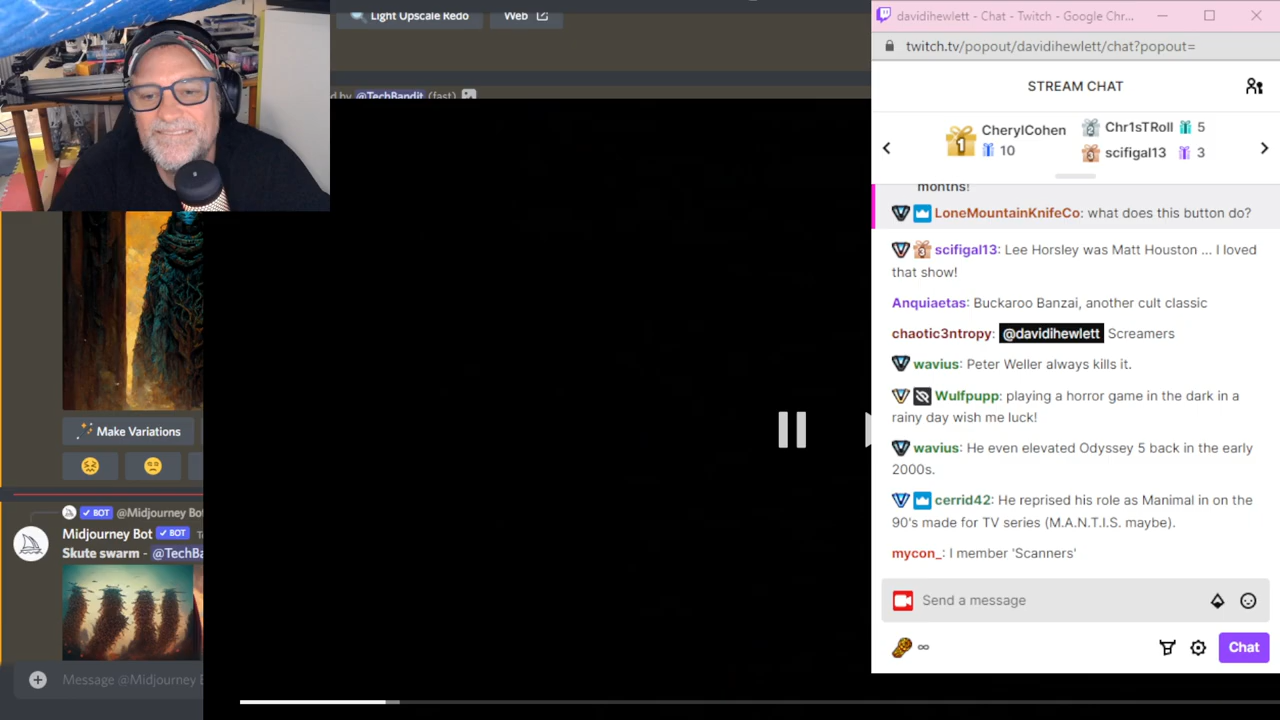 Light Upscale Redo
Web
d by @TechBandit (fast)
Make Variations
BOT @Midjourney Bo
Midjourney Bot BOT
Skute swarm - @TechBa
Message @Midjourney B
davidihewlett - Chat - Twitch - Google Chr...
twitch.tv/popout/davidihewlett/chat?popout=
STREAM CHAT
1 CherylCohen
10
2 Chr1sTRoll 5
3 scifigal13 3
months!
LoneMountainKnifeCo: what does this button do?
3 scifigal13: Lee Horsley was Matt Houston ... I loved
that show!
Anquiaetas: Buckaroo Banzai, another cult classic
chaotic3ntropy: @davidihewlett Screamers
wavius: Peter Weller always kills it.
Wulfpupp: playing a horror game in the dark in a
rainy day wish me luck!
wavius: He even elevated Odyssey 5 back in the early
2000s.
cerrid42: He reprised his role as Manimal in on the
90's made for TV series (M.A.N.T.I.S. maybe).
mycon_: I member 'Scanners'
Send a message
∞
Chat